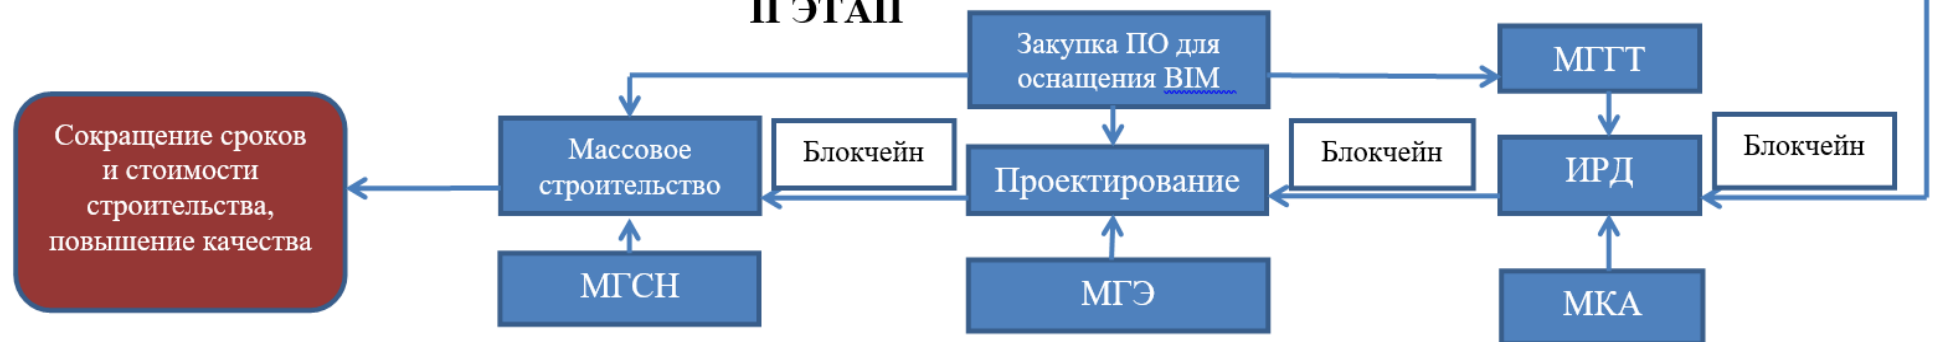 II ЭТАП
Закупка ПО для
оснащения BIM
МГГТ
Сокращение сроков
и стоимости
строительства,
повышение качества
Массовое
строительство
Блокчейн
Проектирование
Блокчейн
ИРД
Блокчейн
МГСН
МГЭ
МКА